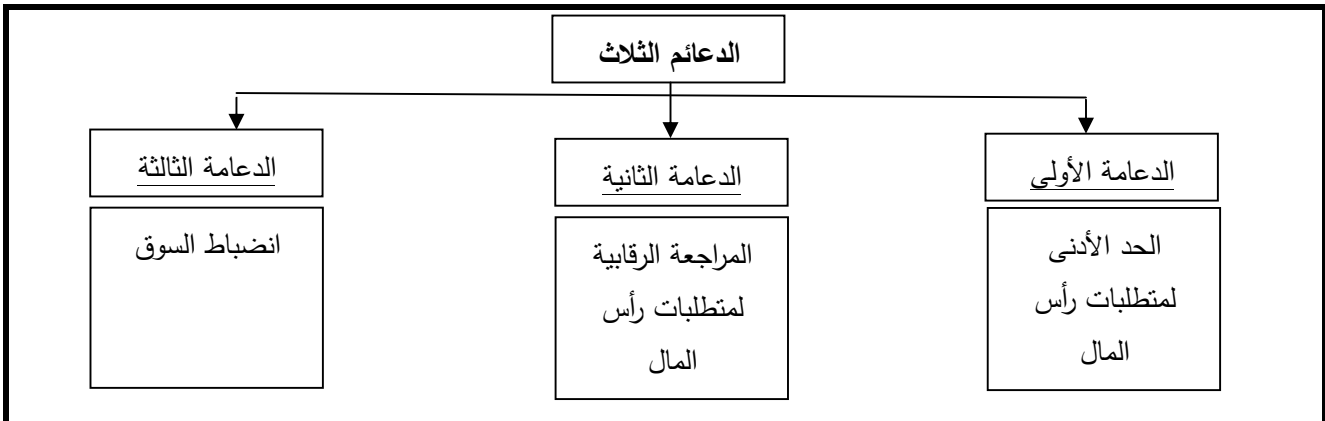 الدعائم الثلاث
الدعامة الأولى
الحد الأدنى
لمتطلبات رأس
المال
الدعامة الثانية
المراجعة الرقابية
لمتطلبات رأس
المال
الدعامة الثالثة
انضباط السوق